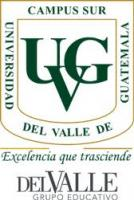 CAMPUS SUR
UNIVERSIDAD
UVG
DE GUATEMALA
DEL VALLE DE
Excelencia que trasciende
DELVALLE
GRUPO EDUCATIVO